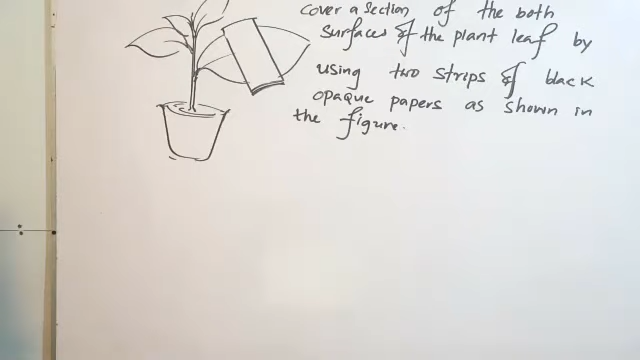 cover a section of the both
surfaces of the plant leaf by
using two strips of black
opaque papers as shown in
the figure.